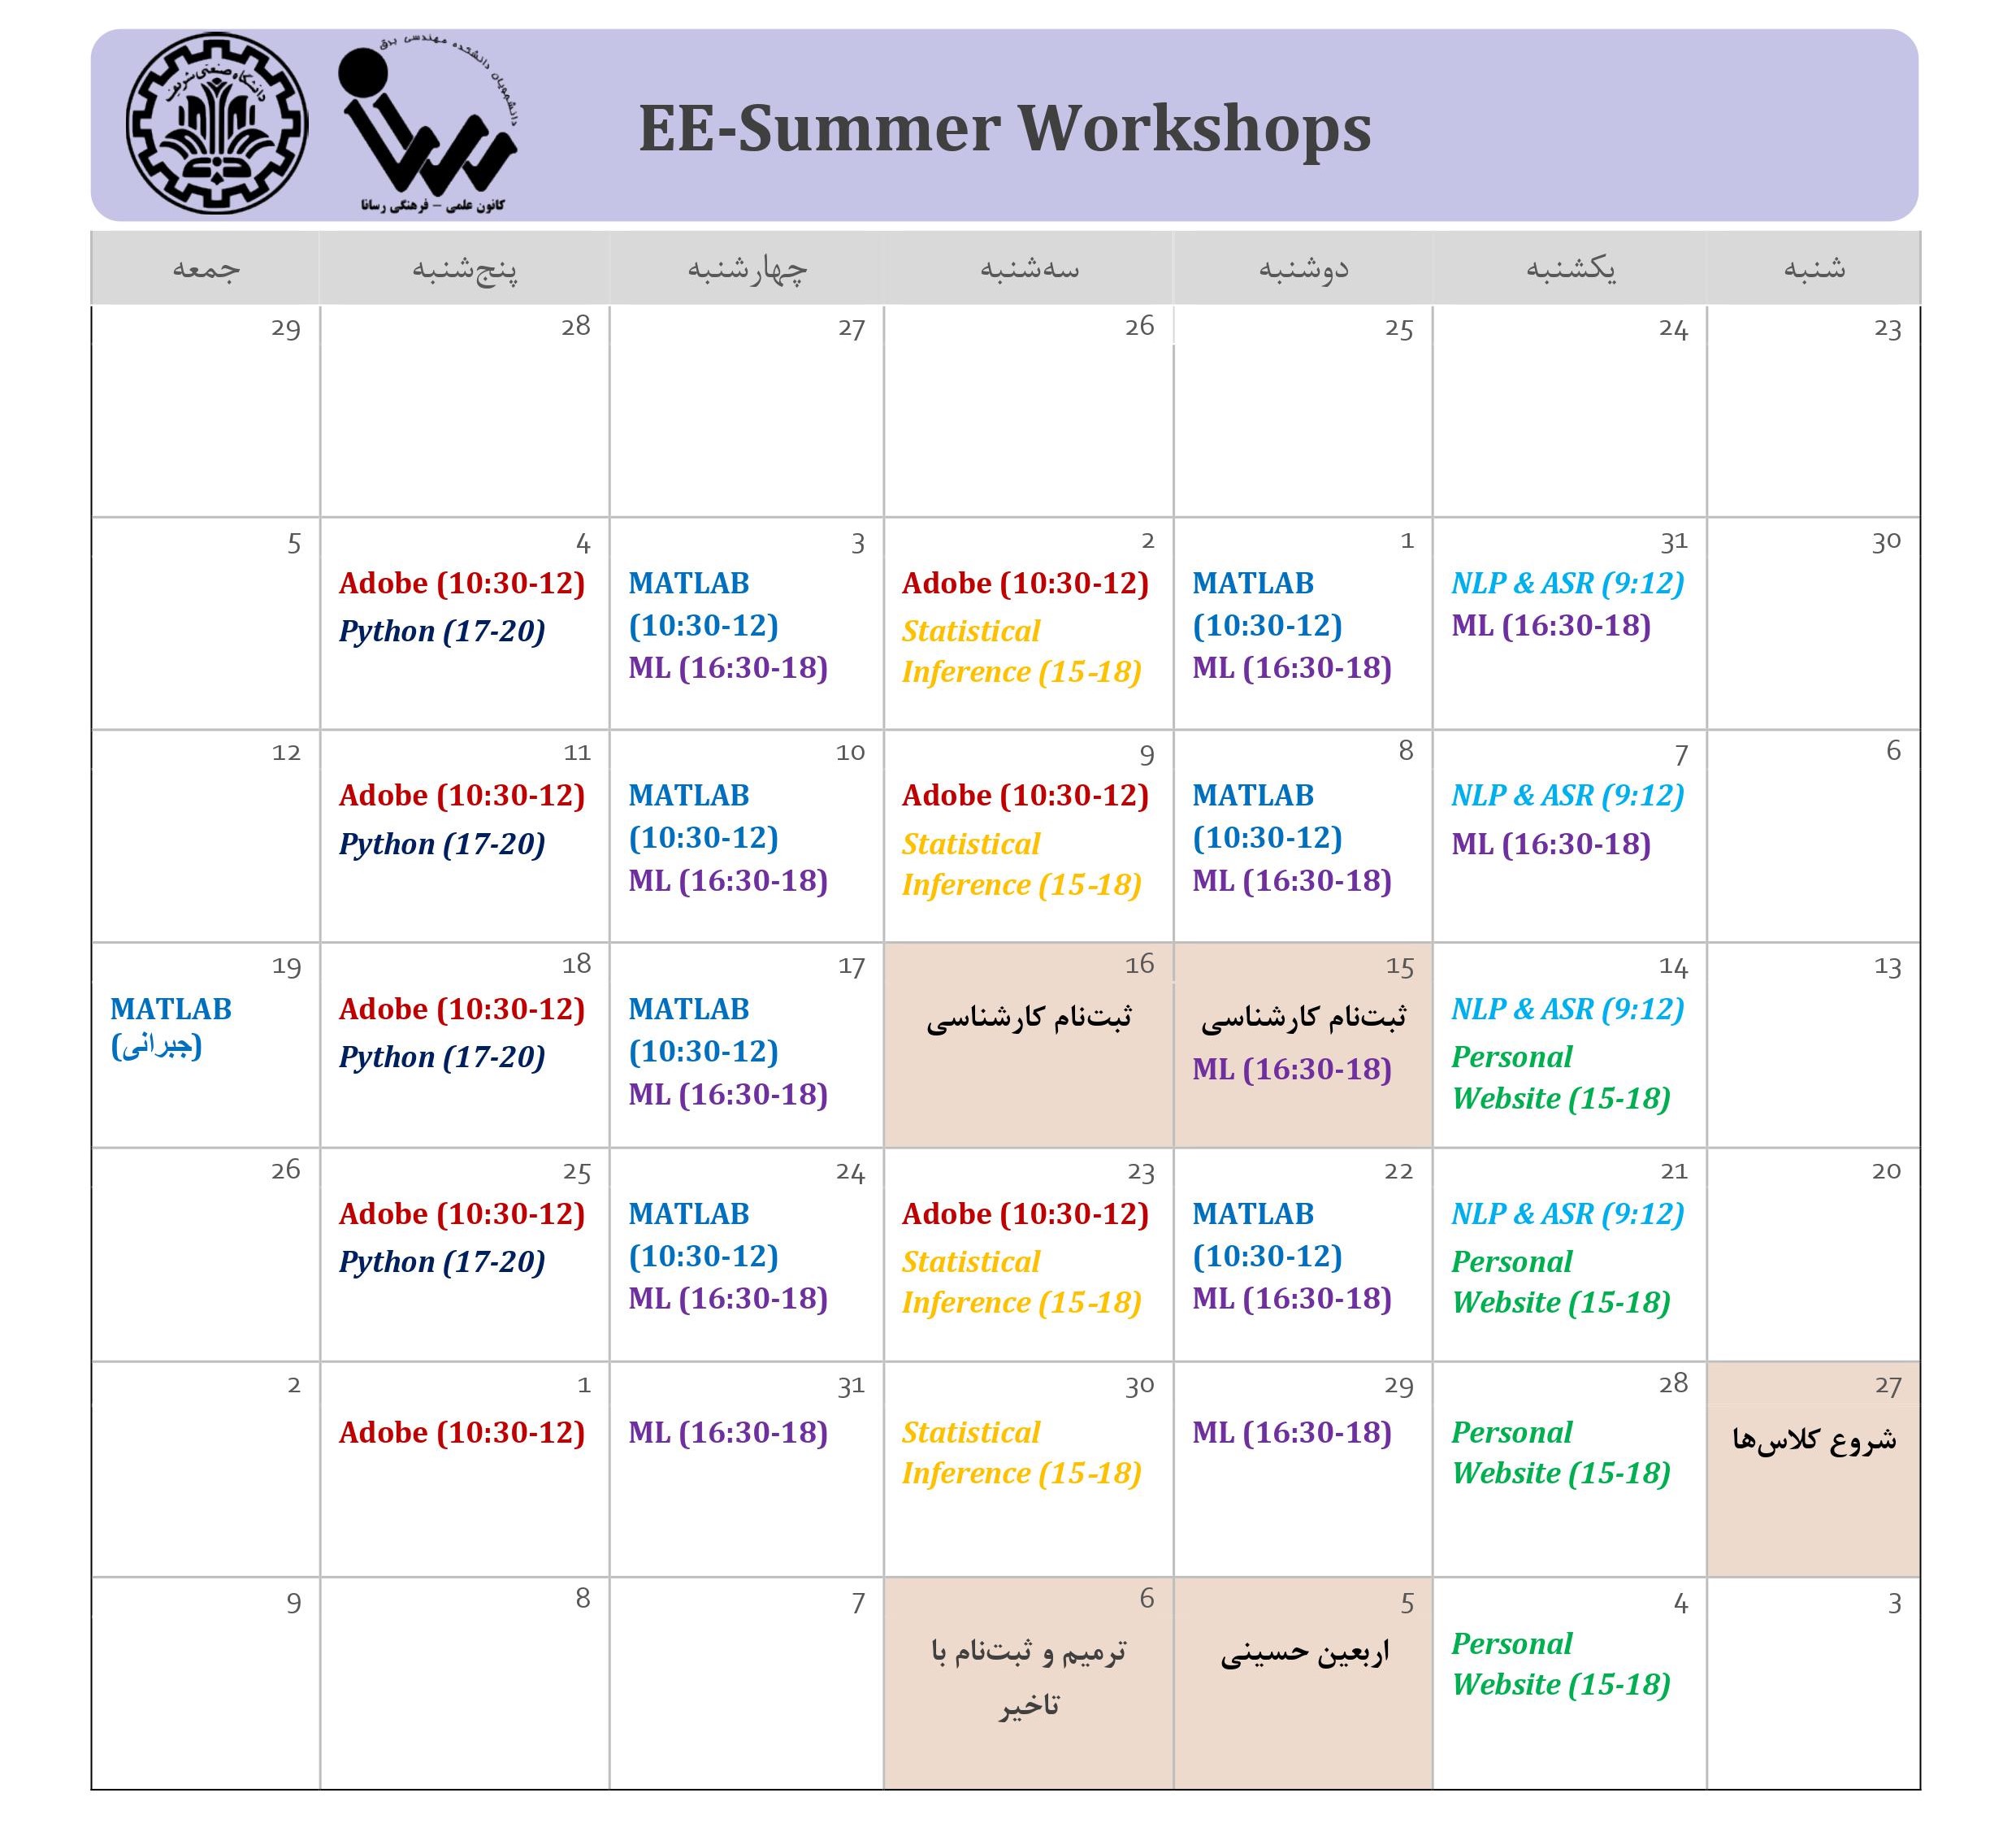 دانشگاه صنعتی شریف
دانشجویان دانشکده مهندسی برق
رسانا
کانون علمی – فرهنگی رسانا
EE-Summer Workshops
شنبه
یکشنبه
دوشنبه
سه‌شنبه
چهارشنبه
پنج‌شنبه
جمعه
23
24
25
26
27
28
29
30
31
NLP & ASR (9:12)
ML (16:30-18)
1
MATLAB
(10:30-12)
ML (16:30-18)
2
Adobe (10:30-12)
Statistical
Inference (15-18)
3
MATLAB
(10:30-12)
ML (16:30-18)
4
Adobe (10:30-12)
Python (17-20)
5
6
7
NLP & ASR (9:12)
ML (16:30-18)
8
MATLAB
(10:30-12)
ML (16:30-18)
9
Adobe (10:30-12)
Statistical
Inference (15-18)
10
MATLAB
(10:30-12)
ML (16:30-18)
11
Adobe (10:30-12)
Python (17-20)
12
13
14
NLP & ASR (9:12)
Personal
Website (15-18)
15
ثبت‌نام کارشناسی
ML (16:30-18)
16
ثبت‌نام کارشناسی
17
MATLAB
(10:30-12)
ML (16:30-18)
18
Adobe (10:30-12)
Python (17-20)
19
MATLAB
(جبرانی)
20
21
NLP & ASR (9:12)
Personal
Website (15-18)
22
MATLAB
(10:30-12)
ML (16:30-18)
23
Adobe (10:30-12)
Statistical
Inference (15-18)
24
MATLAB
(10:30-12)
ML (16:30-18)
25
Adobe (10:30-12)
Python (17-20)
26
27
شروع کلاس‌ها
28
Personal
Website (15-18)
29
ML (16:30-18)
30
Statistical
Inference (15-18)
31
ML (16:30-18)
1
Adobe (10:30-12)
2
3
4
Personal
Website (15-18)
5
اربعین حسینی
6
ترمیم و ثبت‌نام با
تاخیر
7
8
9